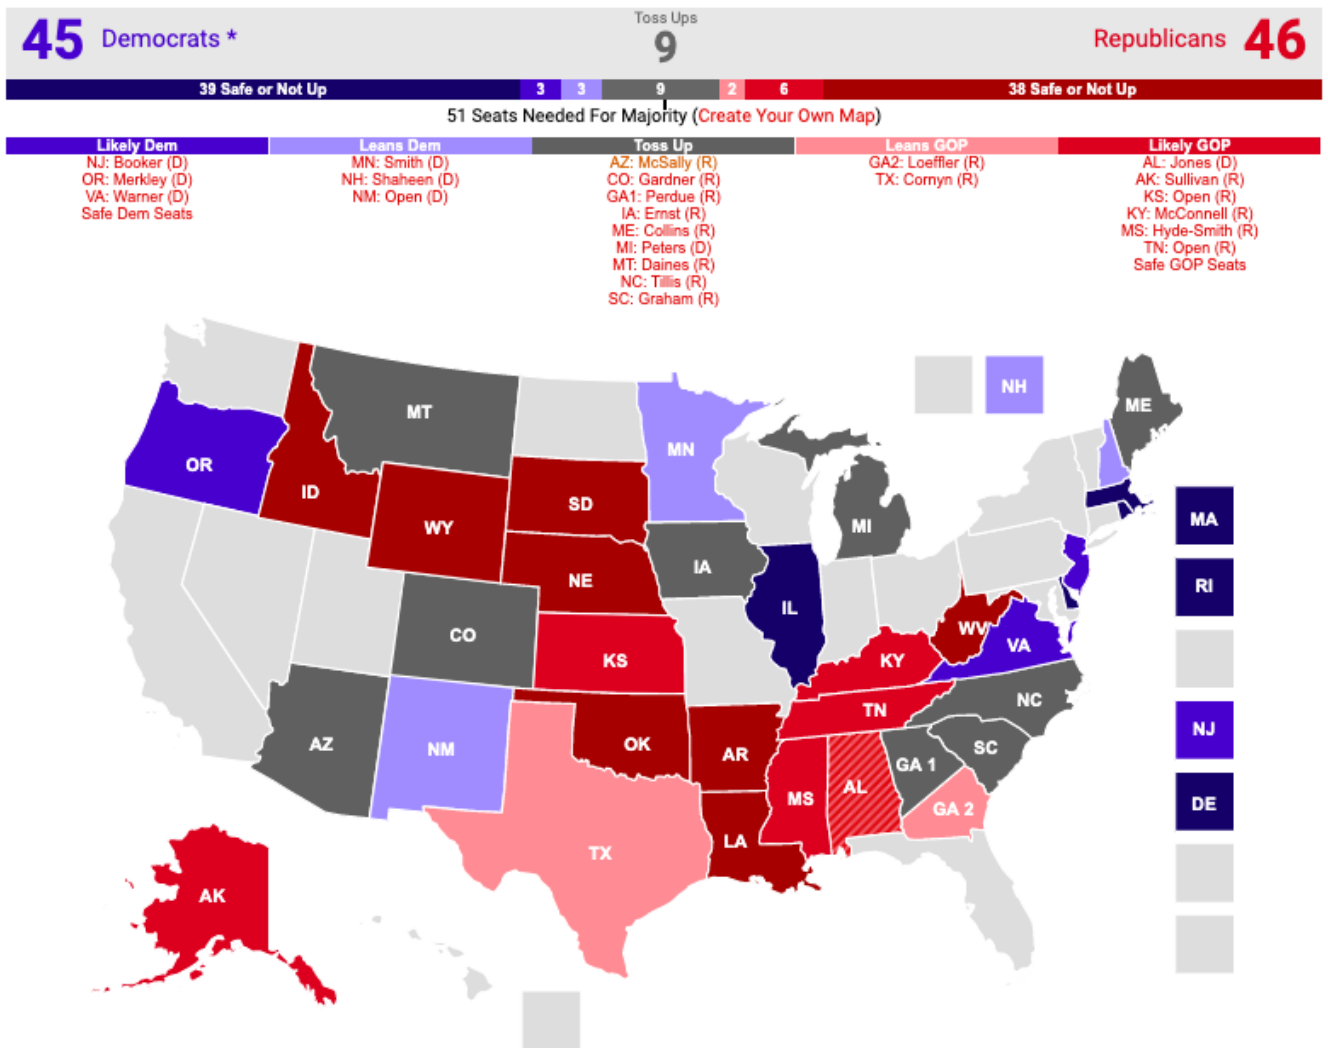 45 Democrats *
Toss Ups
9
Republicans 46
39 Safe or Not Up 3 3 9 2 6 38 Safe or Not Up
51 Seats Needed For Majority (Create Your Own Map)
Likely Dem
NJ: Booker (D)
OR: Merkley (D)
VA: Warner (D)
Safe Dem Seats
Leans Dem
MN: Smith (D)
NH: Shaheen (D)
NM: Open (D)
Toss Up
AZ: McSally (R)
CO: Gardner (R)
GA1: Perdue (R)
IA: Ernst (R)
ME: Collins (R)
MI: Peters (D)
MT: Daines (R)
NC: Tillis (R)
SC: Graham (R)
Leans GOP
GA2: Loeffler (R)
TX: Cornyn (R)
Likely GOP
AL: Jones (D)
AK: Sullivan (R)
KS: Open (R)
KY: McConnell (R)
MS: Hyde-Smith (R)
TN: Open (R)
Safe GOP Seats
NH
ME
MT
MN
OR
ID
SD
WY
MI
MA
IA
NE
RI
IL
CO
WV
VA
KS
KY
NC
TN
NJ
AZ
NM
OK
AR
SC
GA 1
AL
MS
GA 2
DE
LA
TX
AK